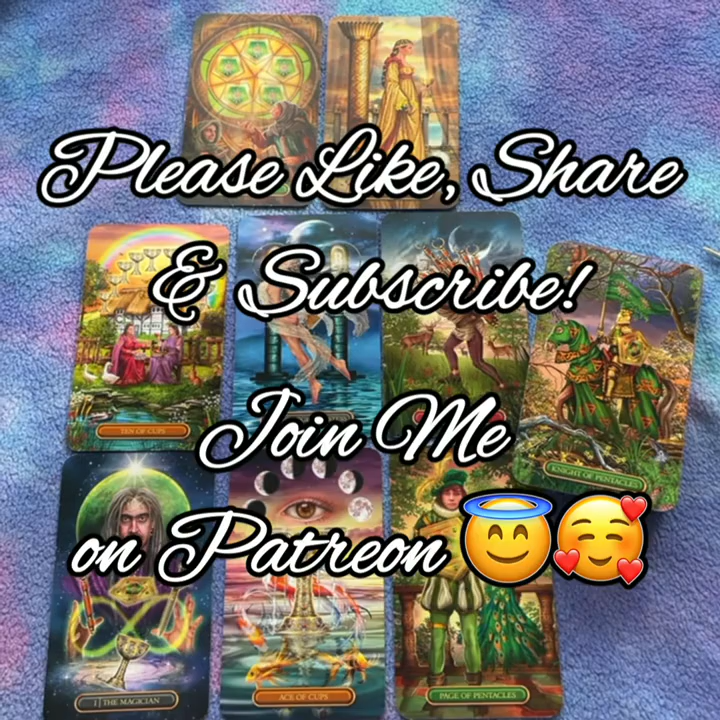 Please Like, Share
& Subscribe!
Join Me
on Patreon 😇🥰
TEN OF CUPS
KNIGHT OF PENTACLES
I | THE MAGICIAN
ACE OF CUPS
PAGE OF PENTACLES